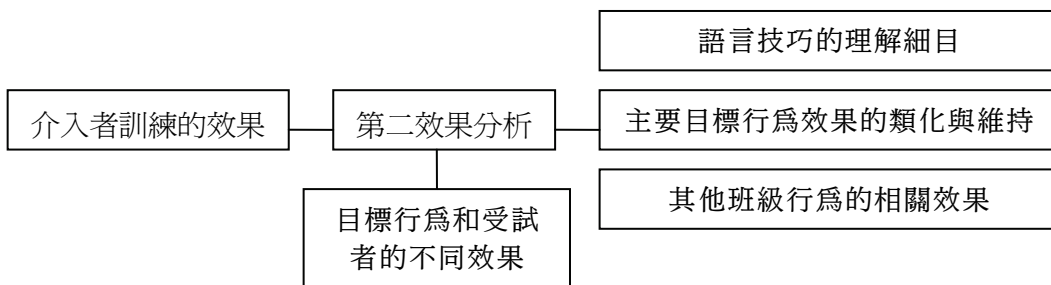 語言技巧的理解細目
介入者訓練的效果
第二效果分析
主要目標行為效果的類化與維持
其他班級行為的相關效果
目標行為和受試
者的不同效果